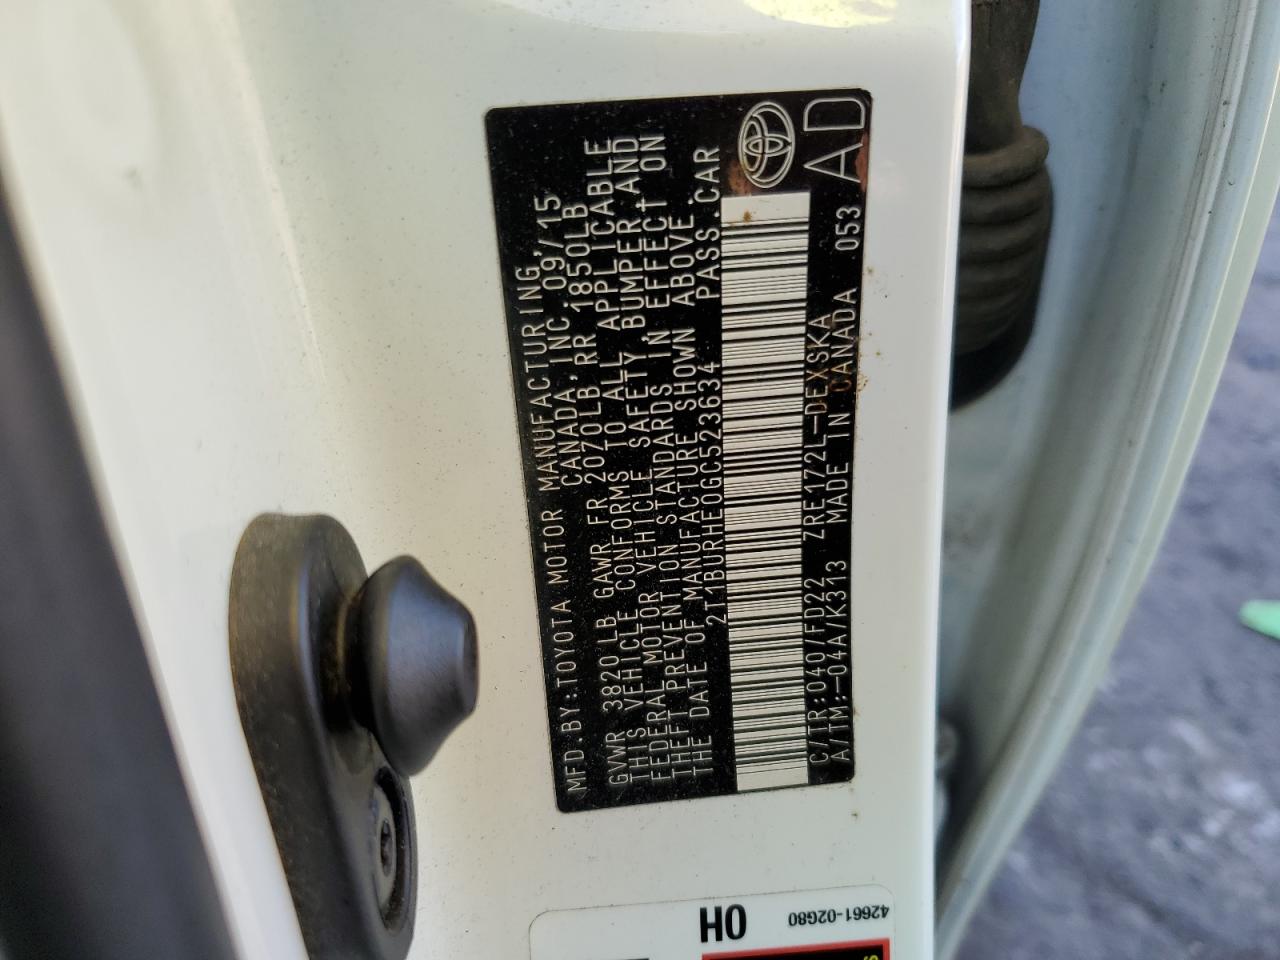 MFD.BY:TOYOTA MOTOR MANUFACTURING,
CANADA,INC. 09/15
GVWR 3820LB GAWR FR 2070LB,RR 1850LB
THIS VEHICLE CONFORMS TO ALL APPLICABLE
FEDERAL MOTOR VEHICLE SAFETY,BUMPER,AND
THEFT PREVENTION STANDARDS IN EFFECT ON
THE DATE OF MANUFACTURE SHOWN ABOVE.
2T1BURHE0GC523634 PASS.CAR
C/TR:040/FD22 ZRE172L-DEXSKA 053
A/TM:-04A/K313 MADE IN CANADA
AD
HO
42661-02G80